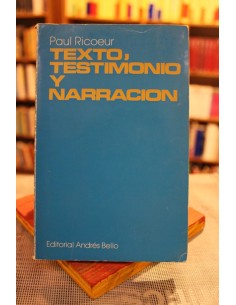 Paul Ricoeur
TEXTO,
TESTIMONIO
Y
NARRACION
Editorial Andrés Bello